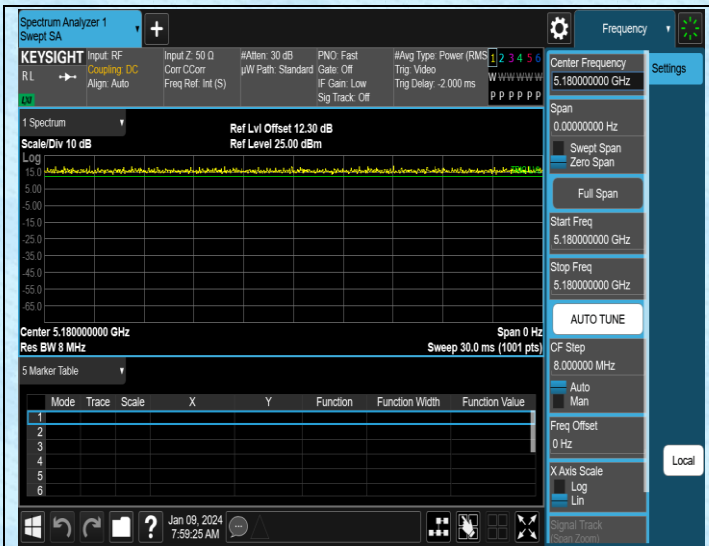 Spectrum Analyzer 1
Swept SA
Frequency
KEYSIGHT
RL
Input: RF
Coupling: DC
Align: Auto
Input Z: 50 Ω
Corr CCorr
Freq Ref: Int (S)
#Atten: 30 dB
µW Path: Standard
PNO: Fast
Gate: Off
IF Gain: Low
Sig Track: Off
#Avg Type: Power (RMS
Trig: Video
Trig Delay: -2.000 ms
1 2 3 4 5 6
W W W W W W
P P P P P P
1 Spectrum
Scale/Div 10 dB
Ref Lvl Offset 12.30 dB
Ref Level 25.00 dBm
Log
15.0
5.00
-5.00
-15.0
-25.0
-35.0
-45.0
-55.0
-65.0
Center 5.180000000 GHz
Res BW 8 MHz
Span 0 Hz
Sweep 30.0 ms (1001 pts)
5 Marker Table
Mode Trace Scale X Y Function Function Width Function Value
1
2
3
4
5
6
Jan 09, 2024
7:59:25 AM
Center Frequency
5.180000000 GHz
Span
0.00000000 Hz
Swept Span
Zero Span
Full Span
Start Freq
5.180000000 GHz
Stop Freq
5.180000000 GHz
AUTO TUNE
CF Step
8.000000 MHz
Auto
Man
Freq Offset
0 Hz
X Axis Scale
Log
Lin
Signal Track
(Span Zoom)
Settings
Local